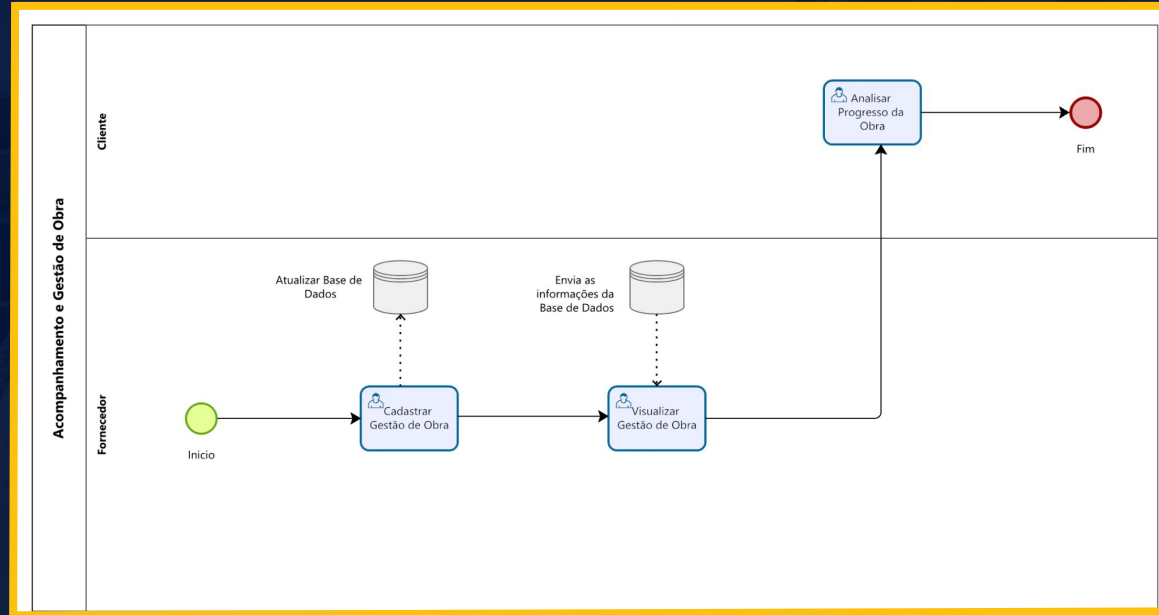 Acompanhamento e Gestão de Obra
Cliente
Analisar
Progresso da
Obra
Fim
Fornecedor
Atualizar Base de
Dados
Envia as
informações da
Base de Dados
Inicio
Cadastrar
Gestão de Obra
Visualizar
Gestão de Obra